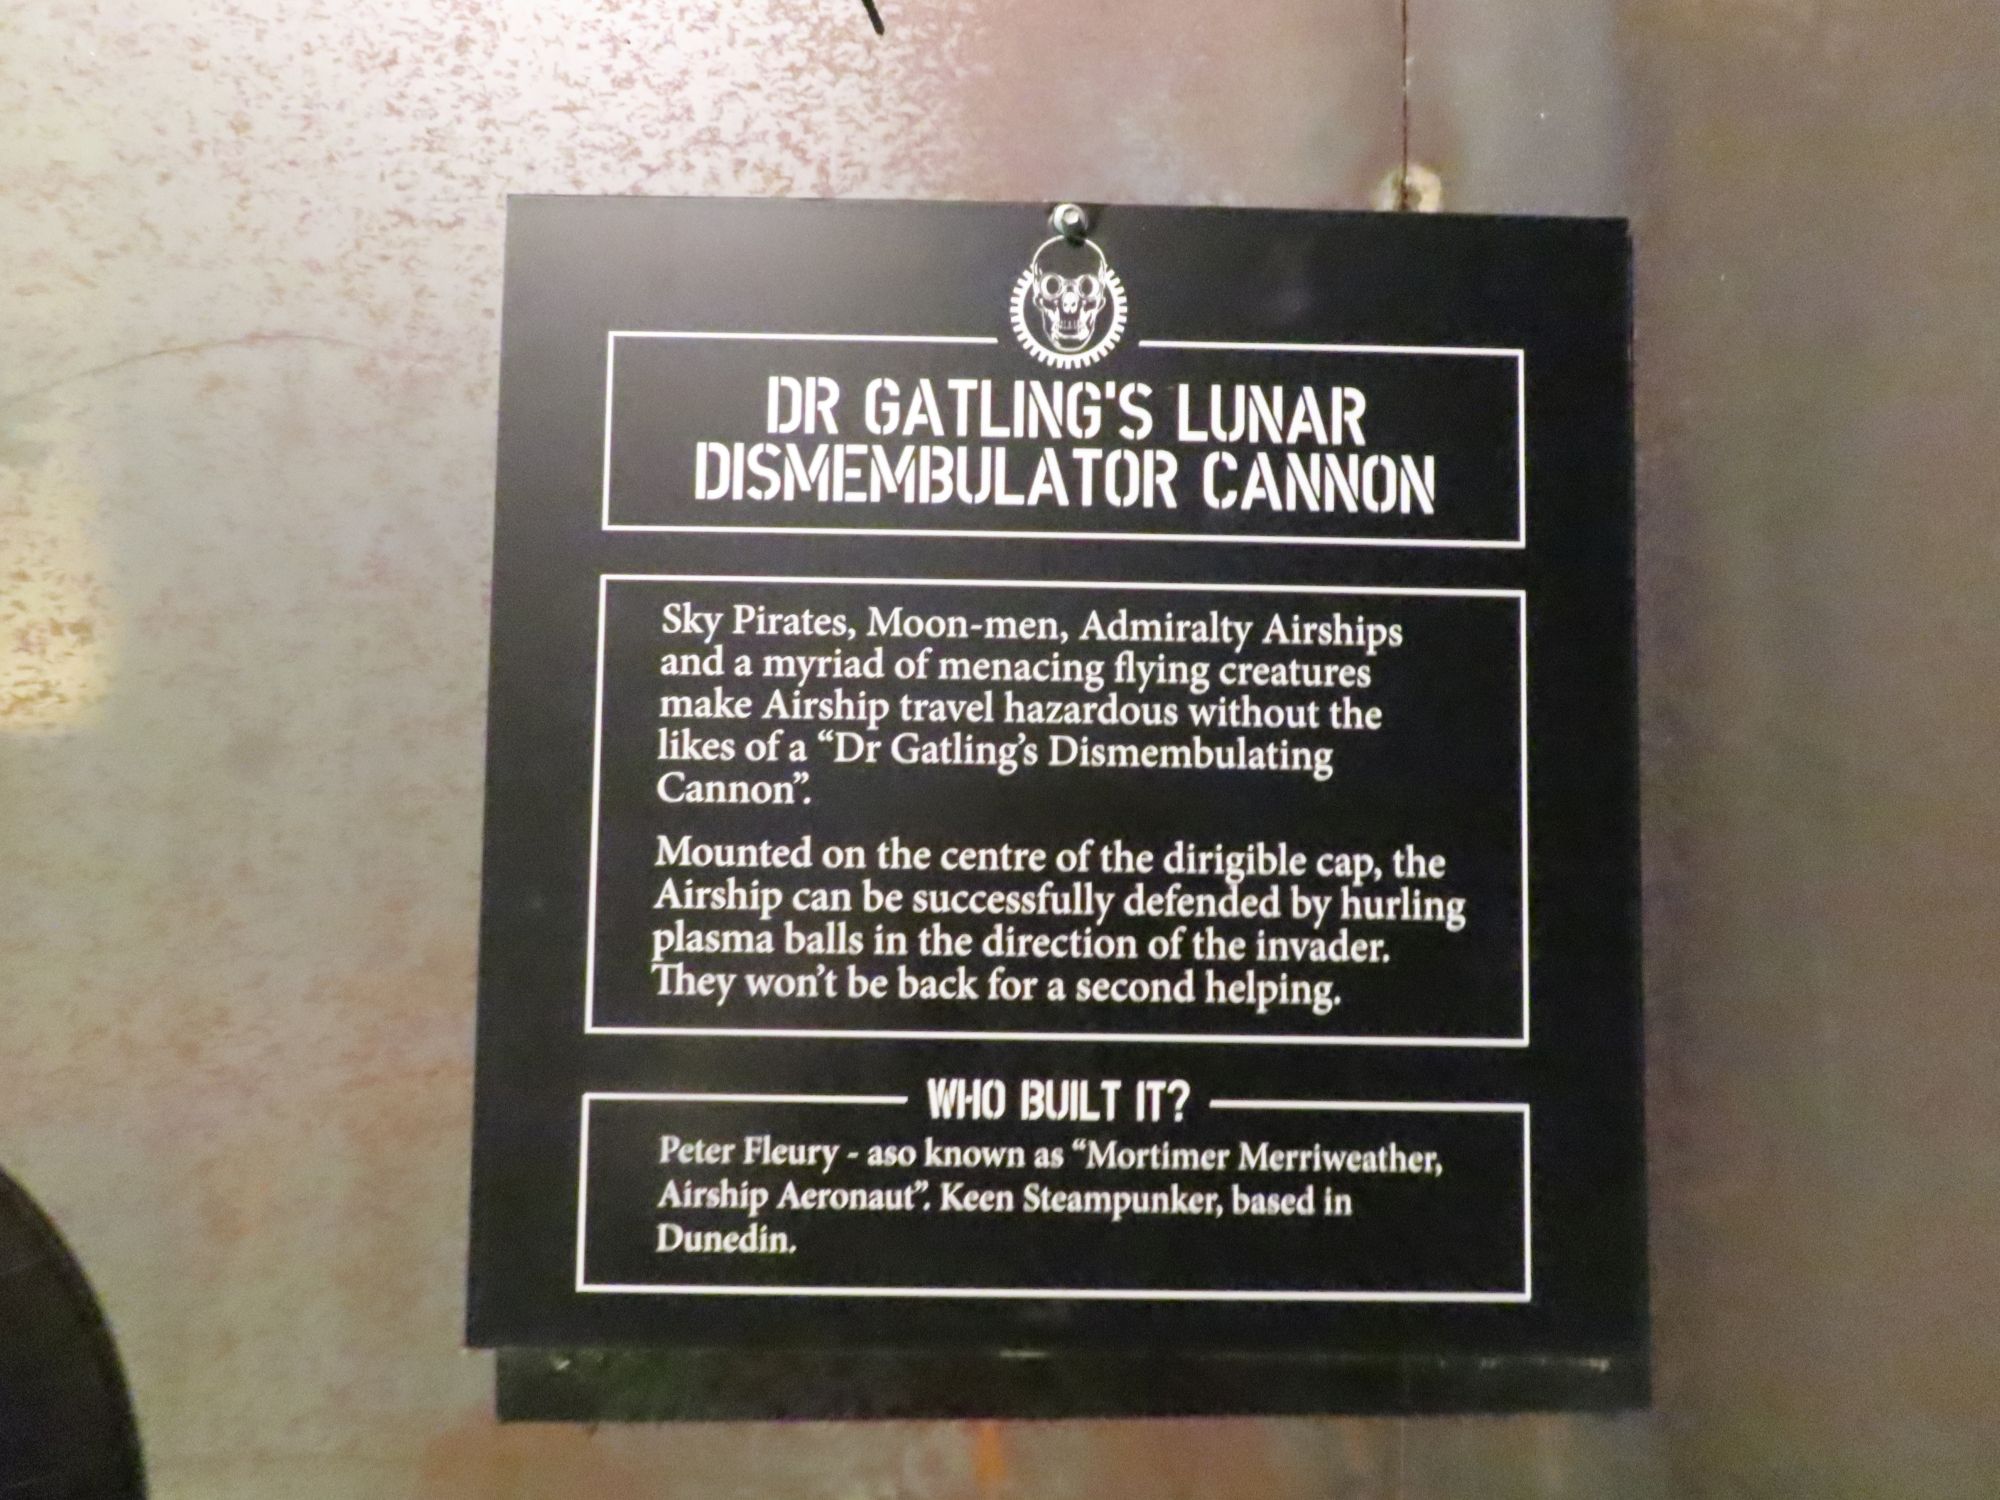 DR GATLING'S LUNAR
DISMEMBULATOR CANNON
Sky Pirates, Moon-men, Admiralty Airships
and a myriad of menacing flying creatures
make Airship travel hazardous without the
likes of a “Dr Gatling’s Dismembulating
Cannon”.
Mounted on the centre of the dirigible cap, the
Airship can be successfully defended by hurling
plasma balls in the direction of the invader.
They won’t be back for a second helping.
WHO BUILT IT?
Peter Fleury - aso known as “Mortimer Merriweather,
Airship Aeronaut”. Keen Steampunker, based in
Dunedin.